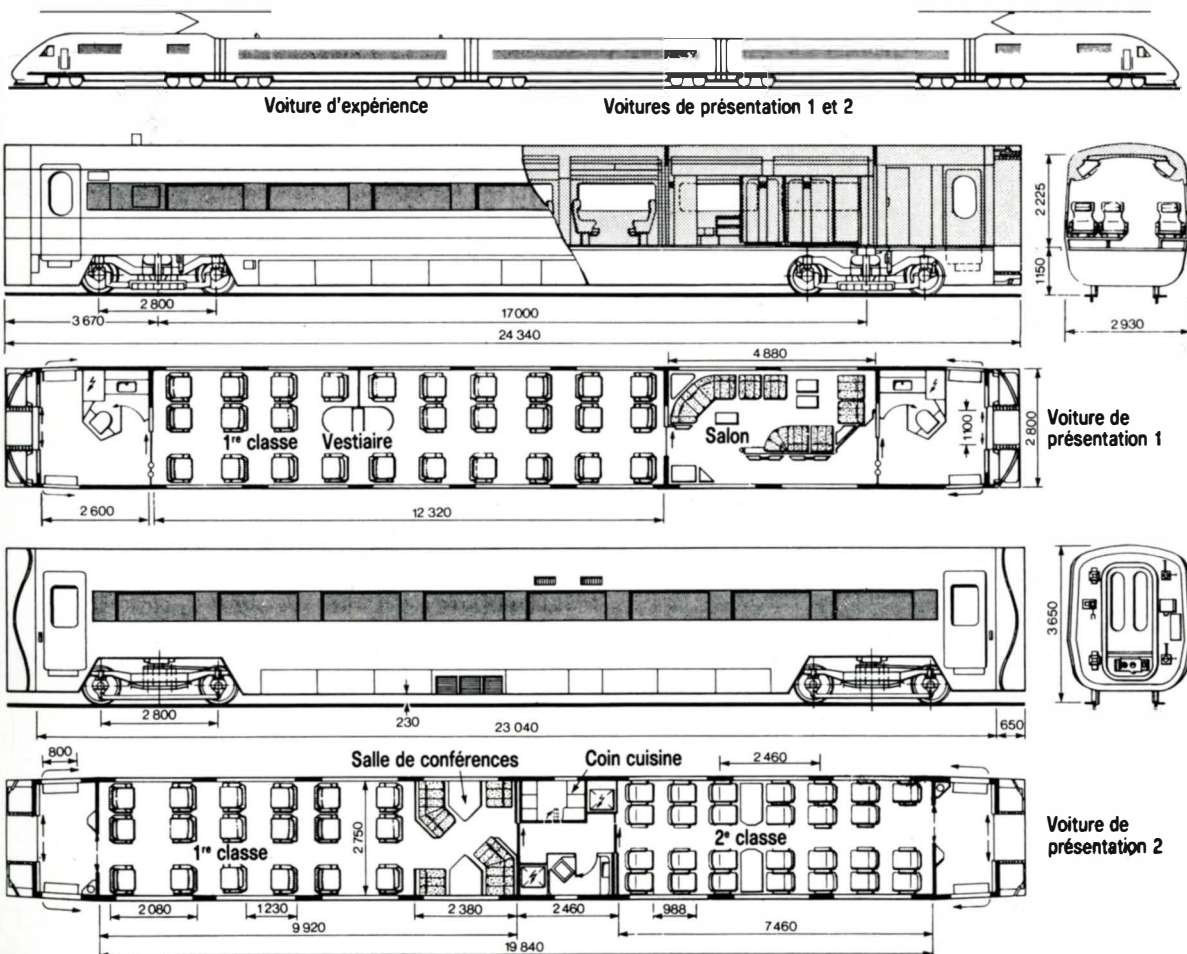 Voiture d'expérience
Voitures de présentation 1 et 2
2 225
1150
2 800
3 670
17000
24 340
2 930
4 880
1re classe
Vestiaire
Salon
1100
2 800
Voiture de
présentation 1
2 600
12 320
3 650
2 800
230
23 040
650
800
Salle de conférences
Coin cuisine
2 460
1re classe
2 750
2e classe
Voiture de
présentation 2
2 080
1 230
2 380
2 460
988
9 920
7 460
19 840